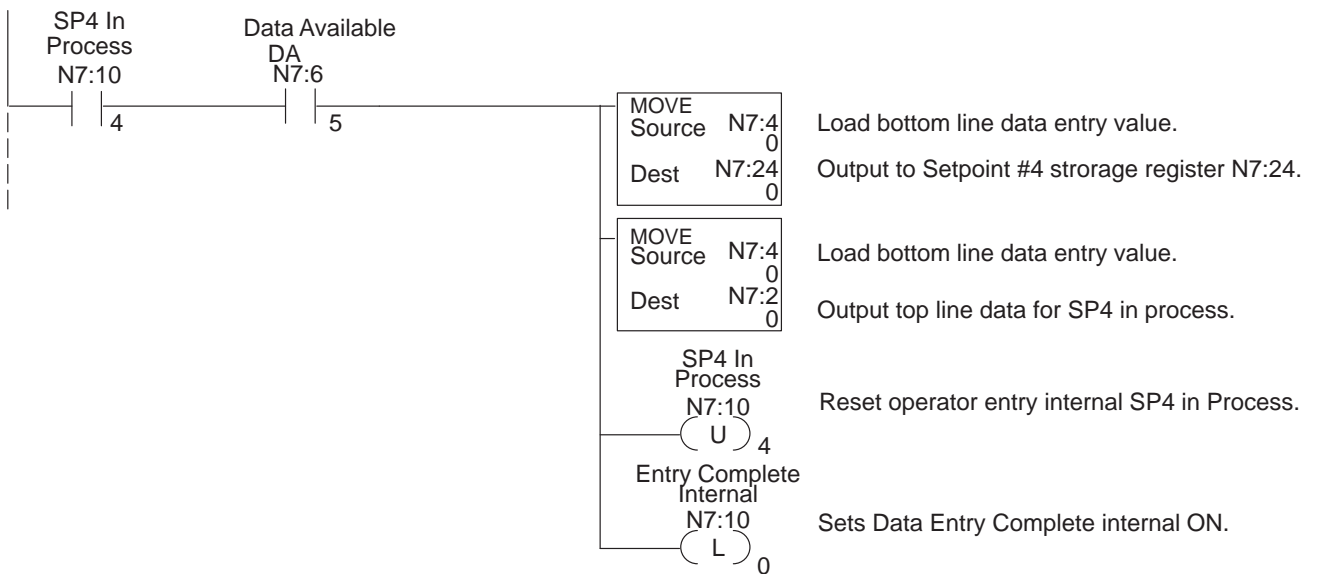 SP4 In
Process
N7:10
4
Data Available
DA
N7:6
5
MOVE
Source N7:4
0
Dest N7:24
0
Load bottom line data entry value.
Output to Setpoint #4 strorage register N7:24.
MOVE
Source N7:4
0
Dest N7:2
0
Load bottom line data entry value.
Output top line data for SP4 in process.
SP4 In
Process
N7:10
U
4
Reset operator entry internal SP4 in Process.
Entry Complete
Internal
N7:10
L
0
Sets Data Entry Complete internal ON.